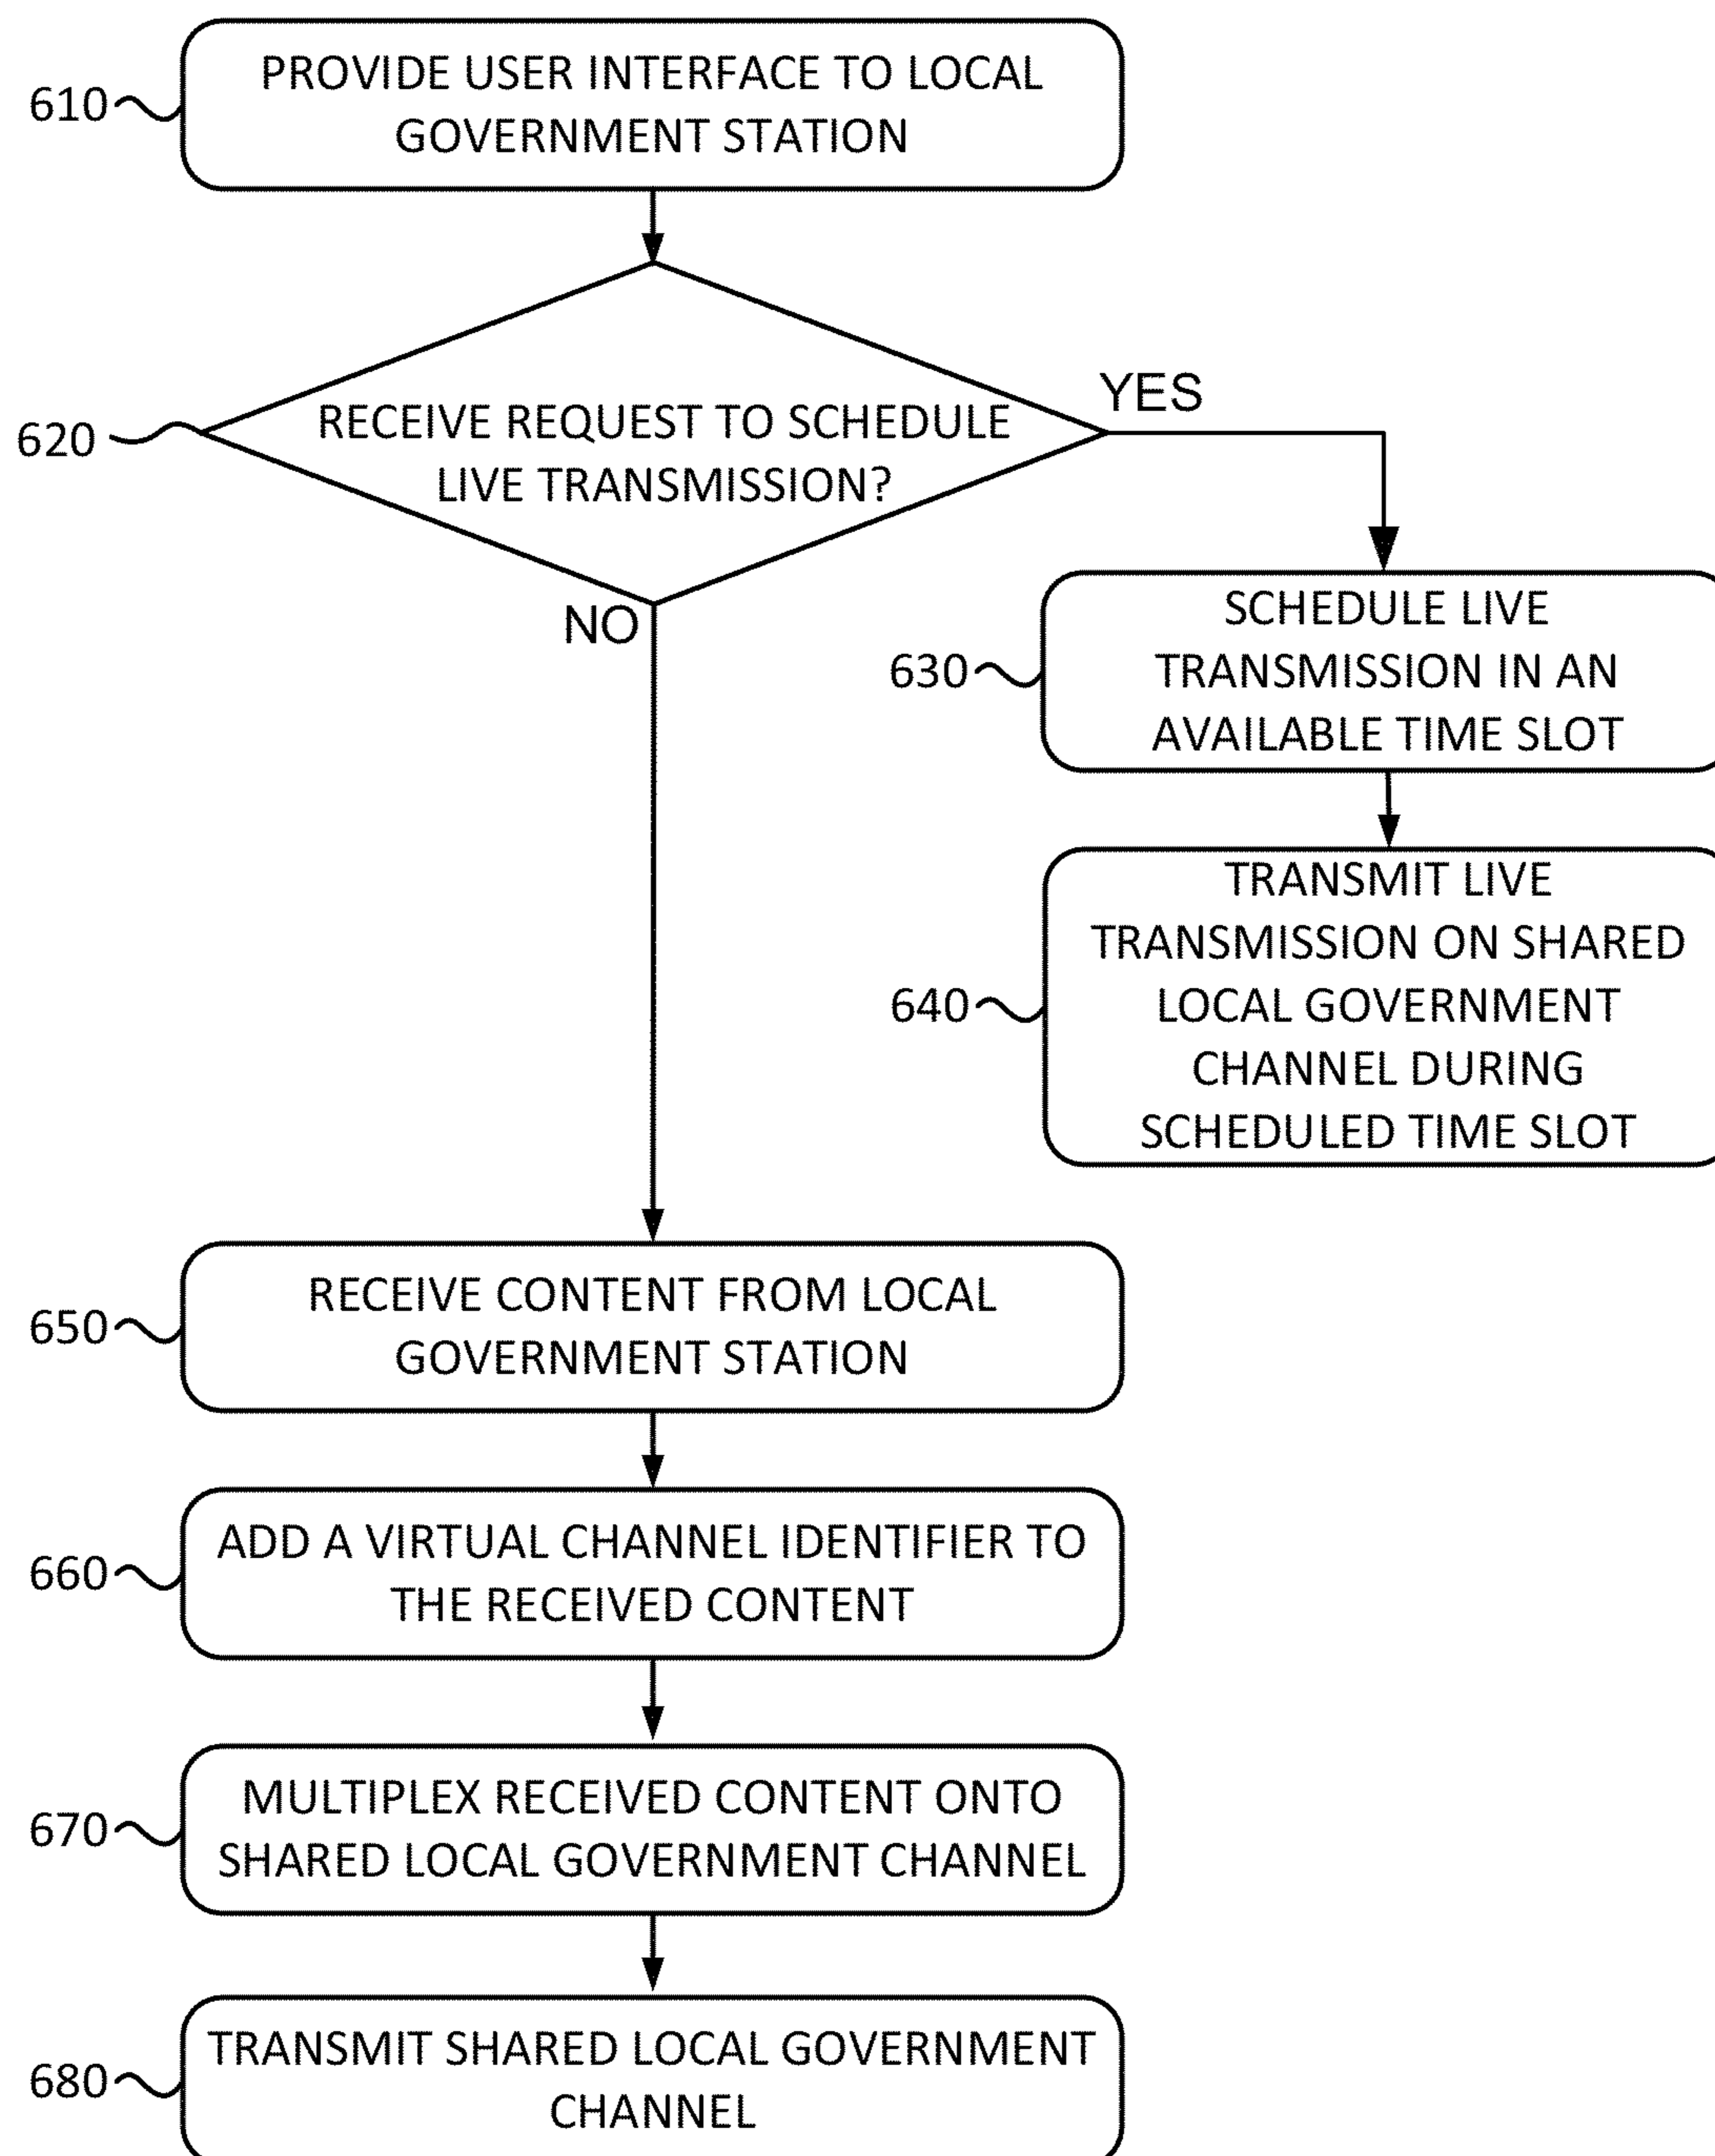 610
PROVIDE USER INTERFACE TO LOCAL
GOVERNMENT STATION
620
RECEIVE REQUEST TO SCHEDULE
LIVE TRANSMISSION?
YES
NO
630
SCHEDULE LIVE
TRANSMISSION IN AN
AVAILABLE TIME SLOT
640
TRANSMIT LIVE
TRANSMISSION ON SHARED
LOCAL GOVERNMENT
CHANNEL DURING
SCHEDULED TIME SLOT
650
RECEIVE CONTENT FROM LOCAL
GOVERNMENT STATION
660
ADD A VIRTUAL CHANNEL IDENTIFIER TO
THE RECEIVED CONTENT
670
MULTIPLEX RECEIVED CONTENT ONTO
SHARED LOCAL GOVERNMENT CHANNEL
680
TRANSMIT SHARED LOCAL GOVERNMENT
CHANNEL